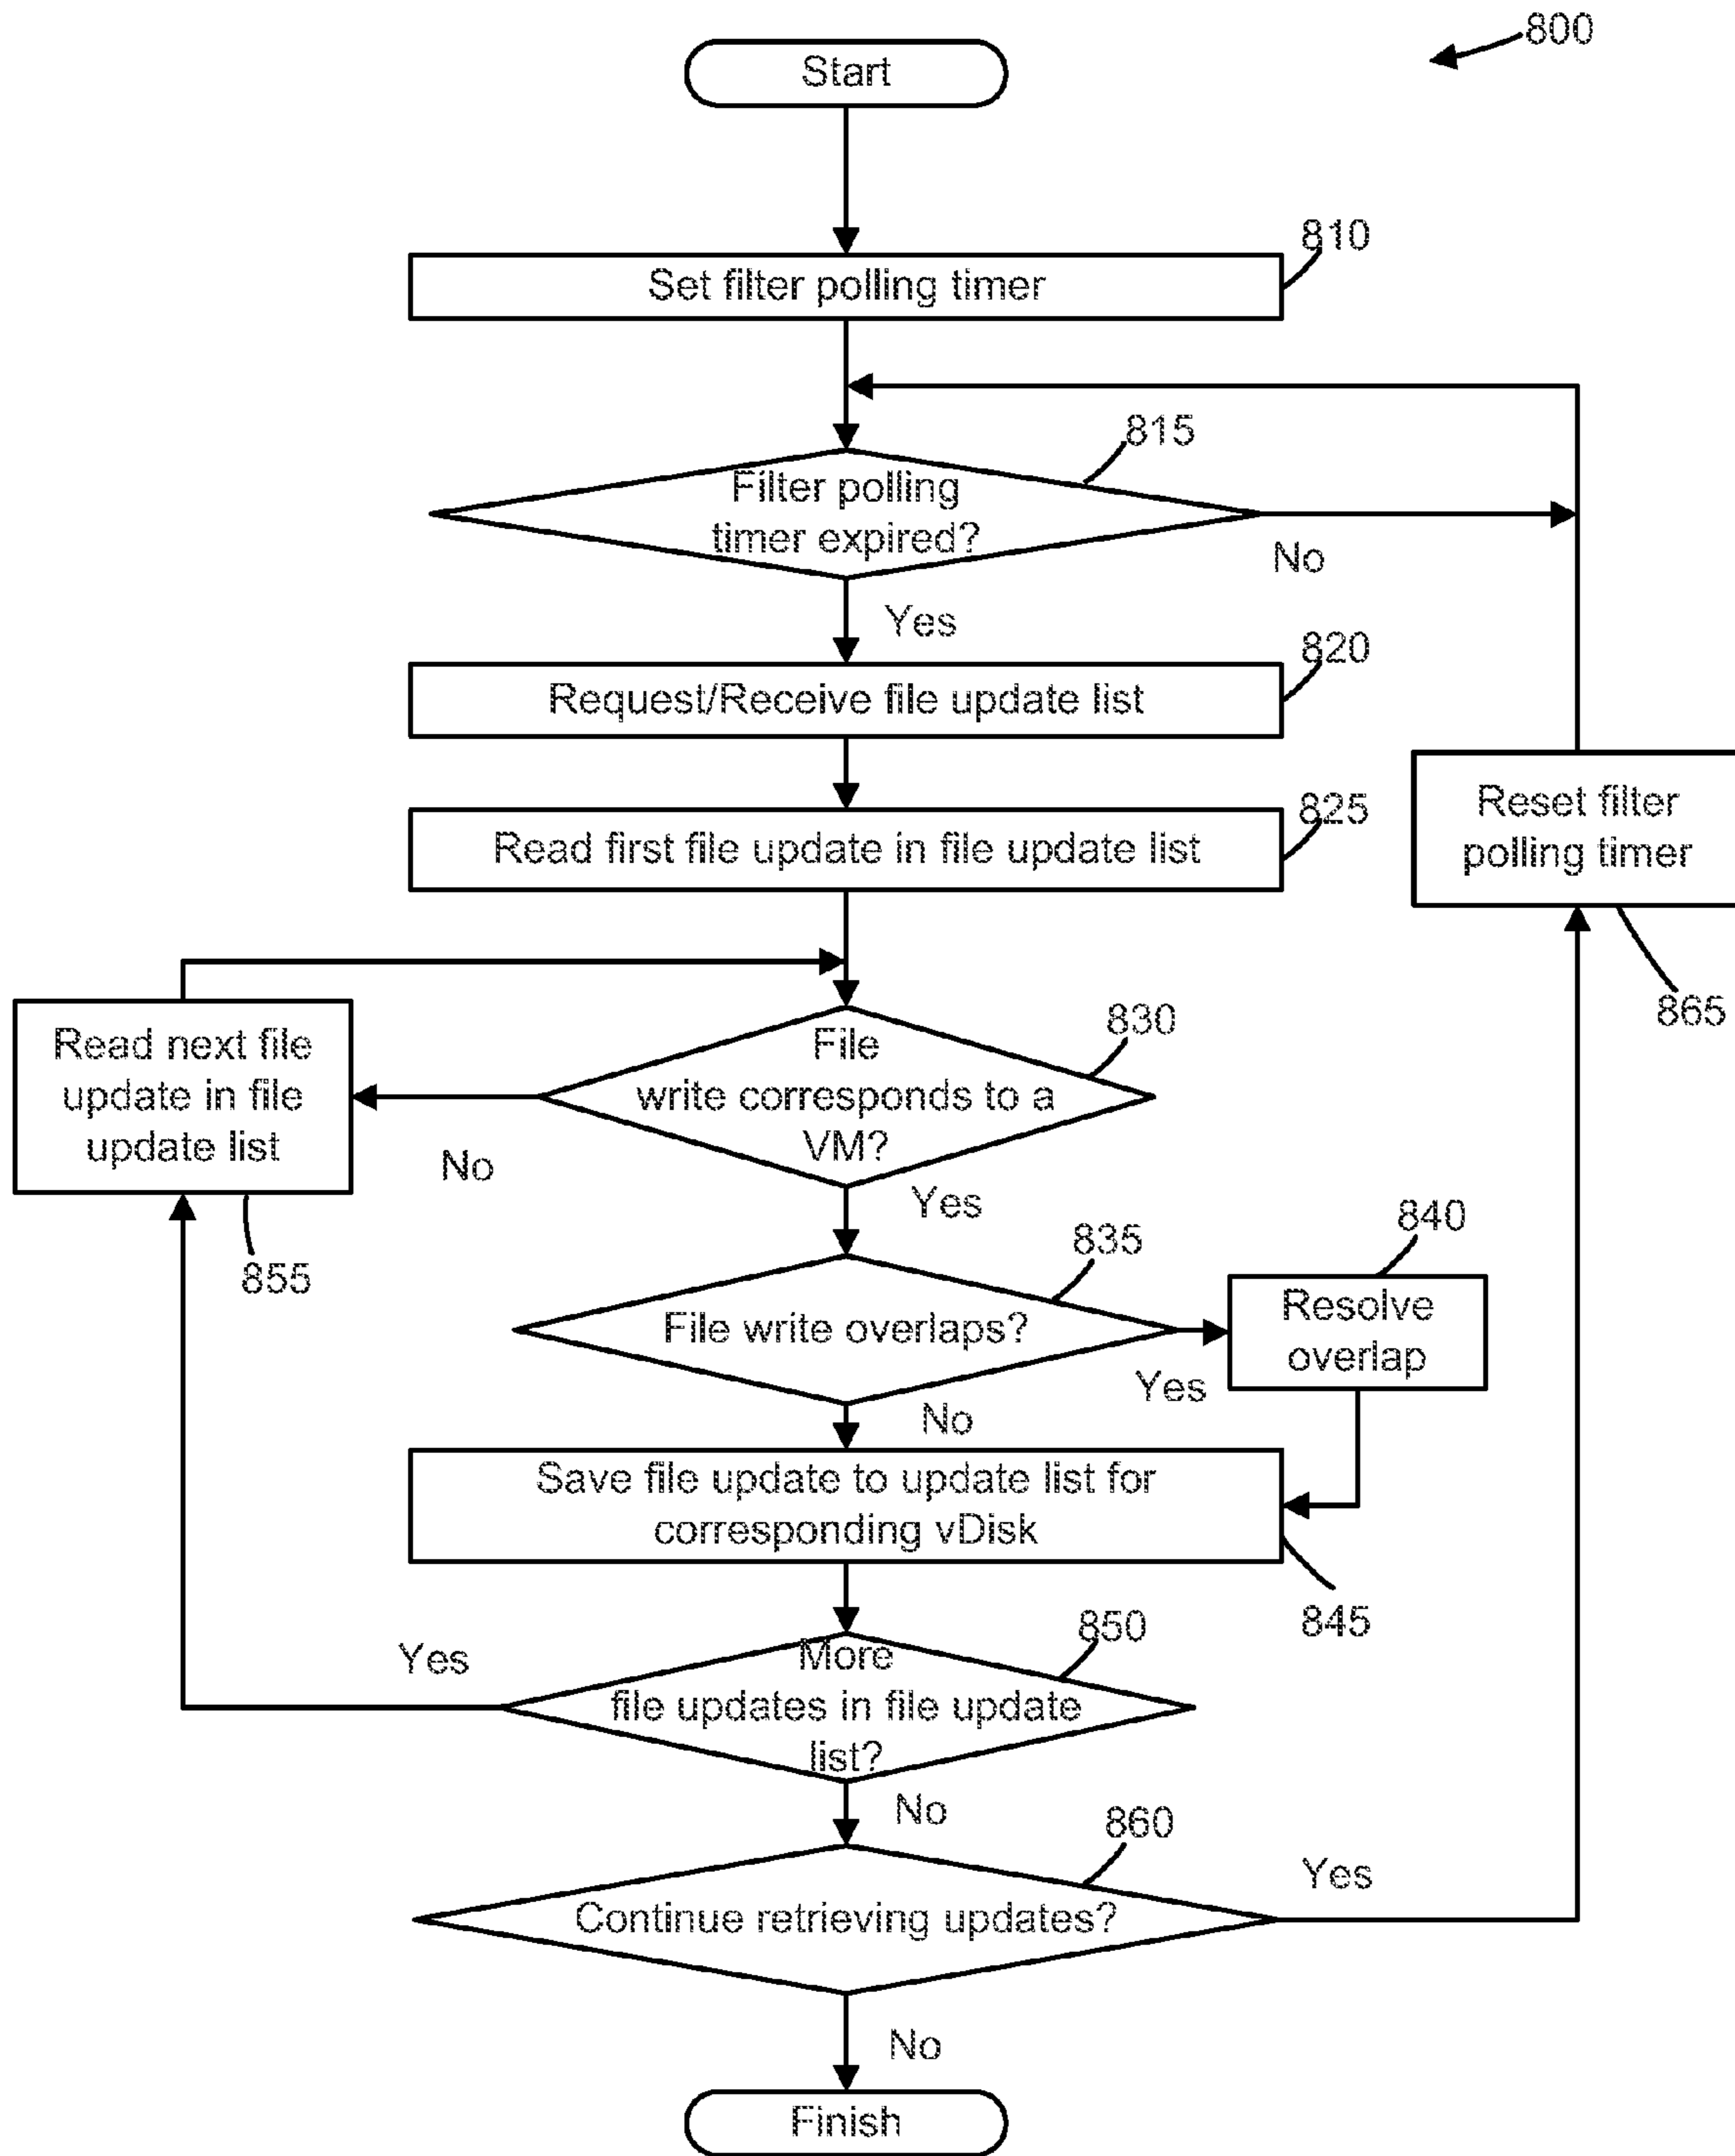 800
Start
810
Set filter polling timer
815
Filter polling
timer expired?
No
Yes
820
Request/Receive file update list
825
Read first file update in file update list
Reset filter
polling timer
865
Read next file
update in file
update list
855
830
File
write corresponds to a
VM?
No
Yes
835
File write overlaps?
840
Resolve
overlap
Yes
No
Save file update to update list for
corresponding vDisk
845
850
More
file updates in file update
list?
Yes
No
860
Continue retrieving updates?
Yes
No
Finish